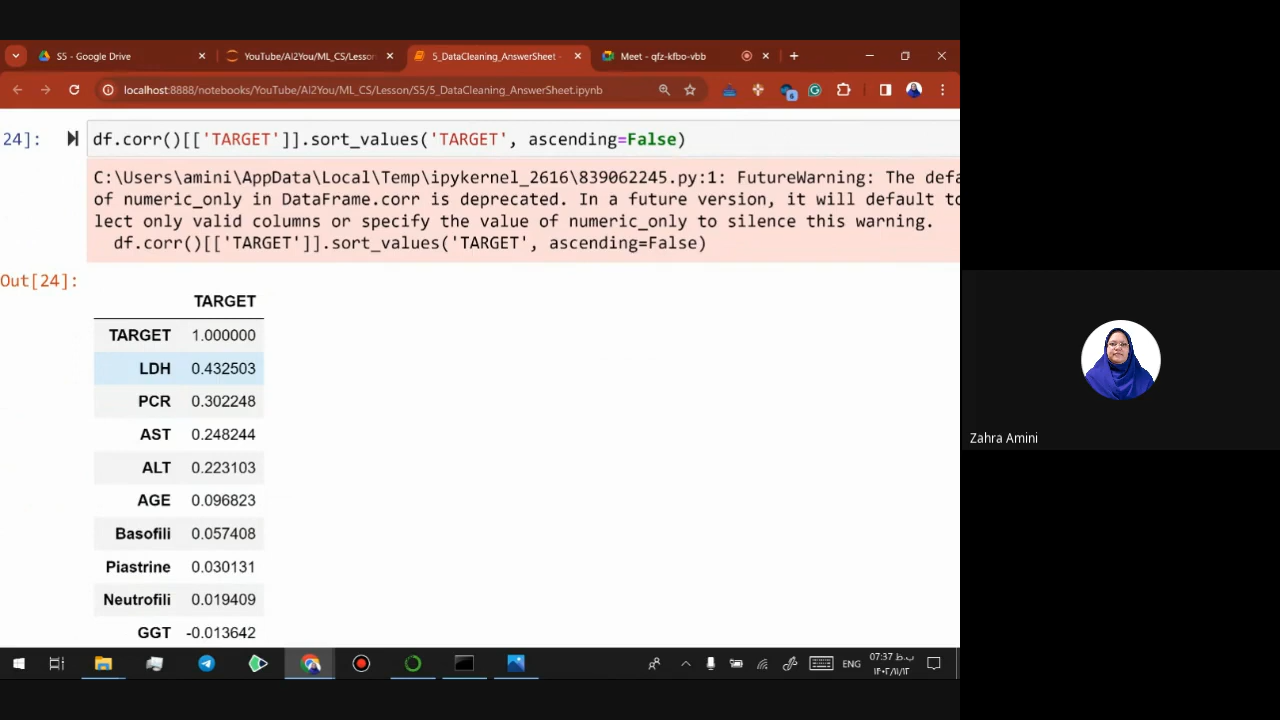 S5 - Google Drive
YouTube/AI2You/ML_CS/Lesson
5_DataCleaning_AnswerSheet -
Meet - qfz-kfbo-vbb
localhost:8888/notebooks/YouTube/AI2You/ML_CS/Lesson/S5/5_DataCleaning_AnswerSheet.ipynb
6
24]:
df.corr()[['TARGET']].sort_values('TARGET', ascending=False)
C:\Users\amini\AppData\Local\Temp\ipykernel_2616\839062245.py:1: FutureWarning: The defa
of numeric_only in DataFrame.corr is deprecated. In a future version, it will default to
lect only valid columns or specify the value of numeric_only to silence this warning.
df.corr()[['TARGET']].sort_values('TARGET', ascending=False)
Out[24]:
TARGET
TARGET 1.000000
LDH 0.432503
PCR 0.302248
AST 0.248244
ALT 0.223103
AGE 0.096823
Basofili 0.057408
Piastrine 0.030131
Neutrofili 0.019409
GGT -0.013642
Zahra Amini
ENG
07:37 ب.ظ
۱۴۰۲/۱۱/۱۲